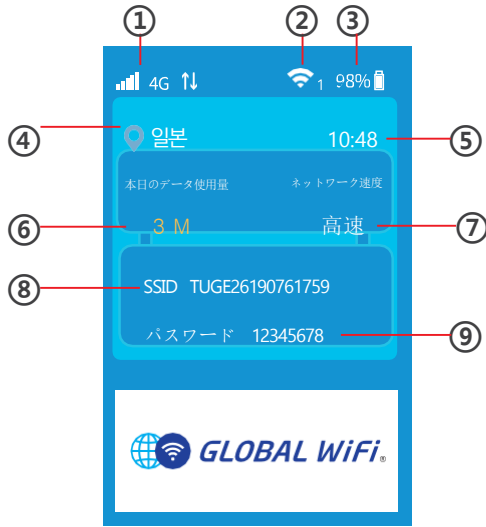 ① ② ③
4G 1 98%
④ 일본 10:48 ⑤
本日のデータ使用量 ネットワーク速度
⑥ 3 M 高速 ⑦
⑧ SSID TUGE26190761759
パスワード 12345678 ⑨
GLOBAL WiFi®